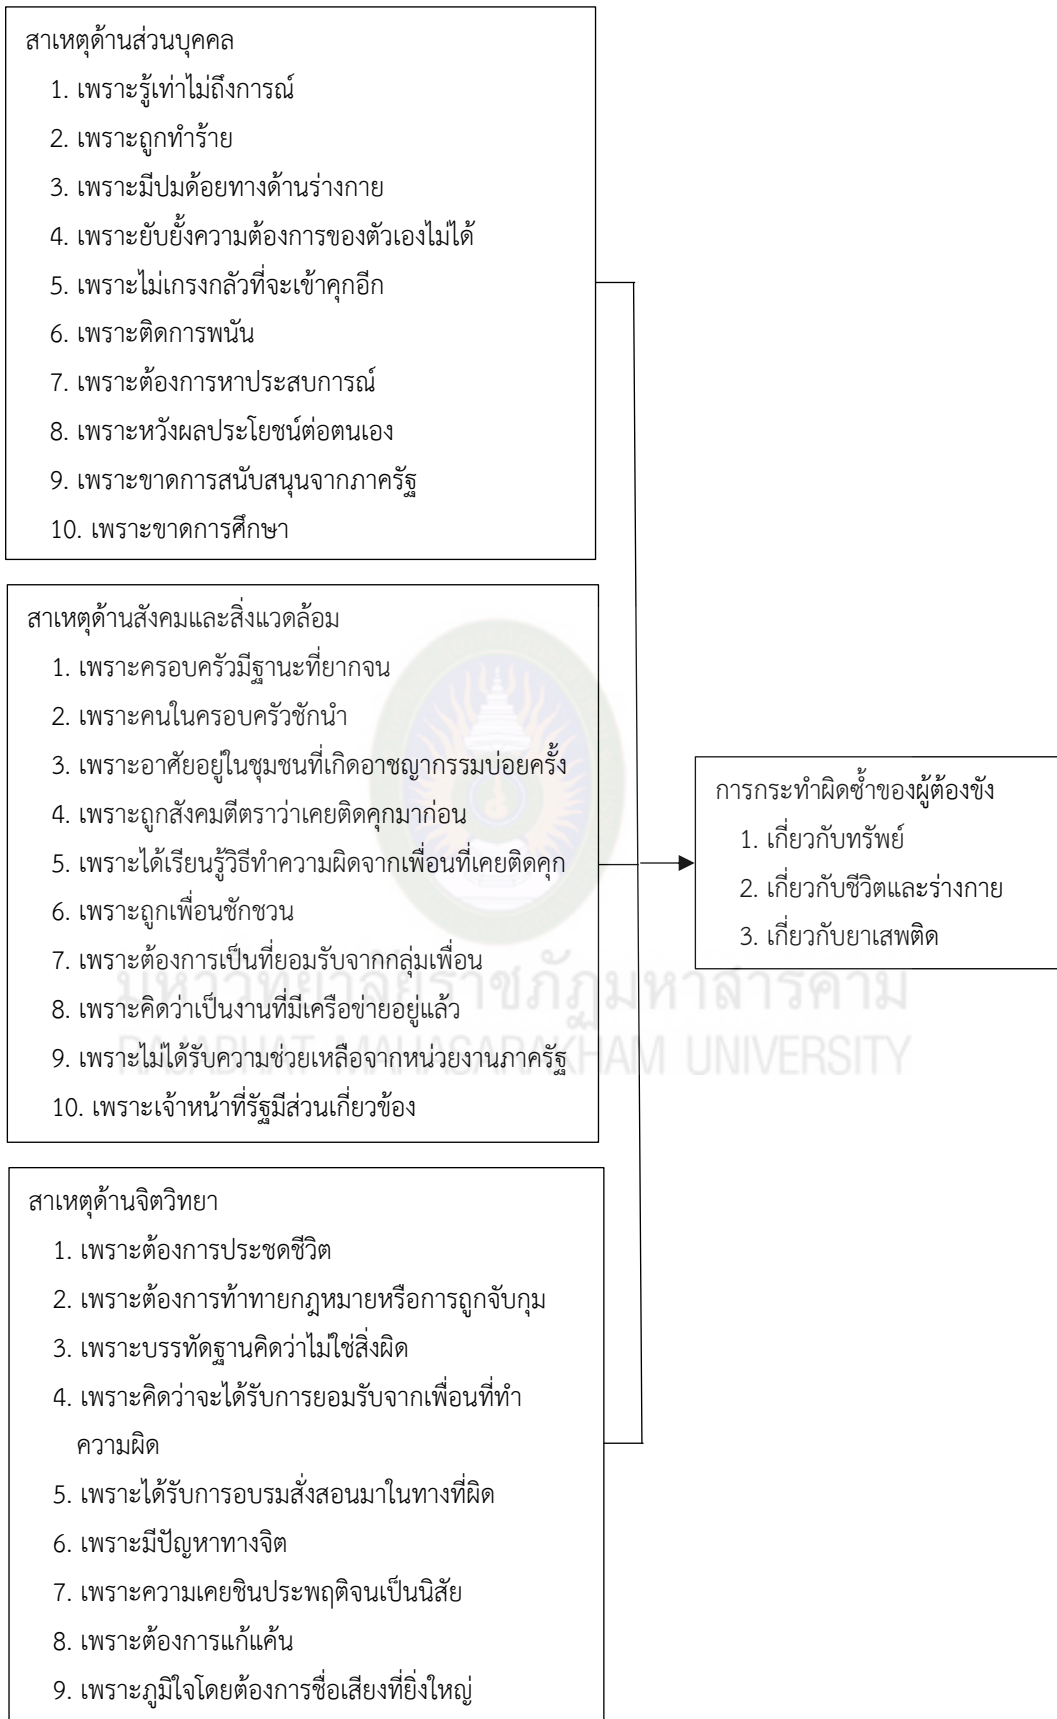 สาเหตุด้านส่วนบุคคล
1. เพราะรู้เท่าไม่ถึงการณ์
2. เพราะถูกทำร้าย
3. เพราะมีปมด้อยทางด้านร่างกาย
4. เพราะยับยั้งความต้องการของตัวเองไม่ได้
5. เพราะไม่เกรงกลัวที่จะเข้าคุกอีก
6. เพราะติดการพนัน
7. เพราะต้องการหาประสบการณ์
8. เพราะหวังผลประโยชน์ต่อตนเอง
9. เพราะขาดการสนับสนุนจากภาครัฐ
10. เพราะขาดการศึกษา
สาเหตุด้านสังคมและสิ่งแวดล้อม
1. เพราะครอบครัวมีฐานะที่ยากจน
2. เพราะคนในครอบครัวชักนำ
3. เพราะอาศัยอยู่ในชุมชนที่เกิดอาชญากรรมบ่อยครั้ง
4. เพราะถูกสังคมตีตราว่าเคยติดคุกมาก่อน
5. เพราะได้เรียนรู้วิธีทำความผิดจากเพื่อนที่เคยติดคุก
6. เพราะถูกเพื่อนชักชวน
7. เพราะต้องการเป็นที่ยอมรับจากกลุ่มเพื่อน
8. เพราะคิดว่าเป็นงานที่มีเครือข่ายอยู่แล้ว
9. เพราะไม่ได้รับความช่วยเหลือจากหน่วยงานภาครัฐ
10. เพราะเจ้าหน้าที่รัฐมีส่วนเกี่ยวข้อง
การกระทำผิดซ้ำของผู้ต้องขัง
1. เกี่ยวกับทรัพย์
2. เกี่ยวกับชีวิตและร่างกาย
3. เกี่ยวกับยาเสพติด
มหาวิทยาลัยราชภัฏมหาสารคาม
RAJABHAT MAHASARAKHAM UNIVERSITY
สาเหตุด้านจิตวิทยา
1. เพราะต้องการประชดชีวิต
2. เพราะต้องการท้าทายกฎหมายหรือการถูกจับกุม
3. เพราะบรรทัดฐานคิดว่าไม่ใช่สิ่งผิด
4. เพราะคิดว่าจะได้รับการยอมรับจากเพื่อนที่ทำ
ความผิด
5. เพราะได้รับการอบรมสั่งสอนมาในทางที่ผิด
6. เพราะมีปัญหาทางจิต
7. เพราะความเคยชินประพฤติจนเป็นนิสัย
8. เพราะต้องการแก้แค้น
9. เพราะภูมิใจโดยต้องการชื่อเสียงที่ยิ่งใหญ่